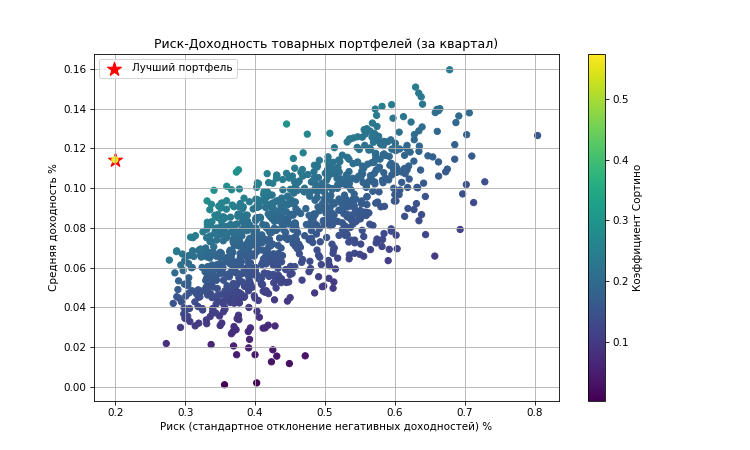 Риск-Доходность товарных портфелей (за квартал)
Лучший портфель
0.16
0.14
0.12
0.10
0.08
0.06
0.04
0.02
0.00
Средняя доходность %
0.2 0.3 0.4 0.5 0.6 0.7 0.8
Риск (стандартное отклонение негативных доходностей) %
0.5
0.4
0.3
0.2
0.1
Коэффициент Сортино